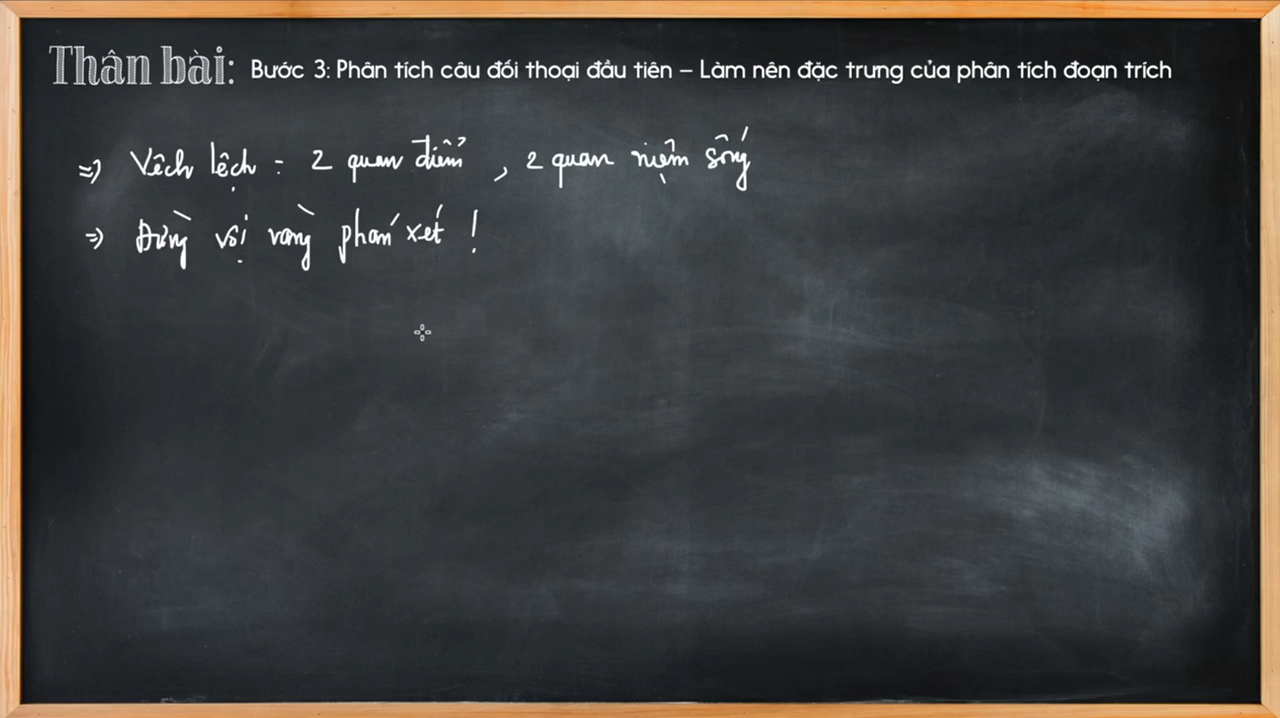 Thân bài: Bước 3: Phân tích câu đối thoại đầu tiên – Làm nên đặc trưng của phân tích đoạn trích
=> Vênh lệch : 2 quan điểm , 2 quan niệm sống
=> Đừng vội vàng phán xét !